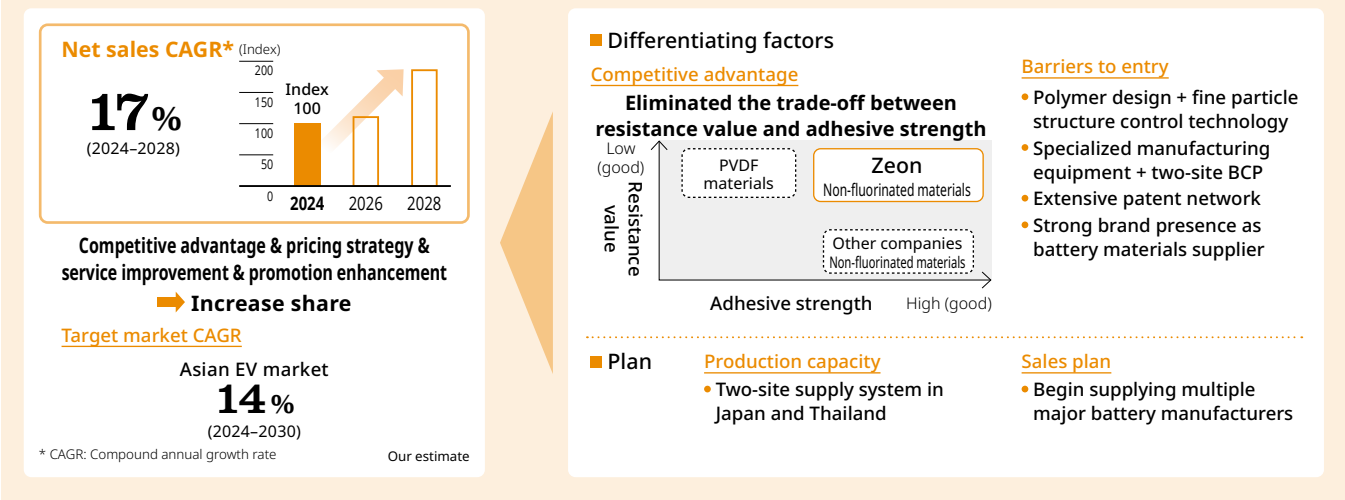 Net sales CAGR* (Index)
17%
(2024–2028)
200
150
100
50
0
Index
100
2024 2026 2028
Competitive advantage & pricing strategy &
service improvement & promotion enhancement
Increase share
Target market CAGR
Asian EV market
14%
(2024–2030)
* CAGR: Compound annual growth rate
Our estimate
Differentiating factors
Competitive advantage
Eliminated the trade-off between
resistance value and adhesive strength
Low
(good)
Resistance
value
PVDF
materials
Zeon
Non-fluorinated materials
Other companies
Non-fluorinated materials
Adhesive strength High (good)
Barriers to entry
• Polymer design + fine particle
structure control technology
• Specialized manufacturing
equipment + two-site BCP
• Extensive patent network
• Strong brand presence as
battery materials supplier
Plan
Production capacity
• Two-site supply system in
Japan and Thailand
Sales plan
• Begin supplying multiple
major battery manufacturers